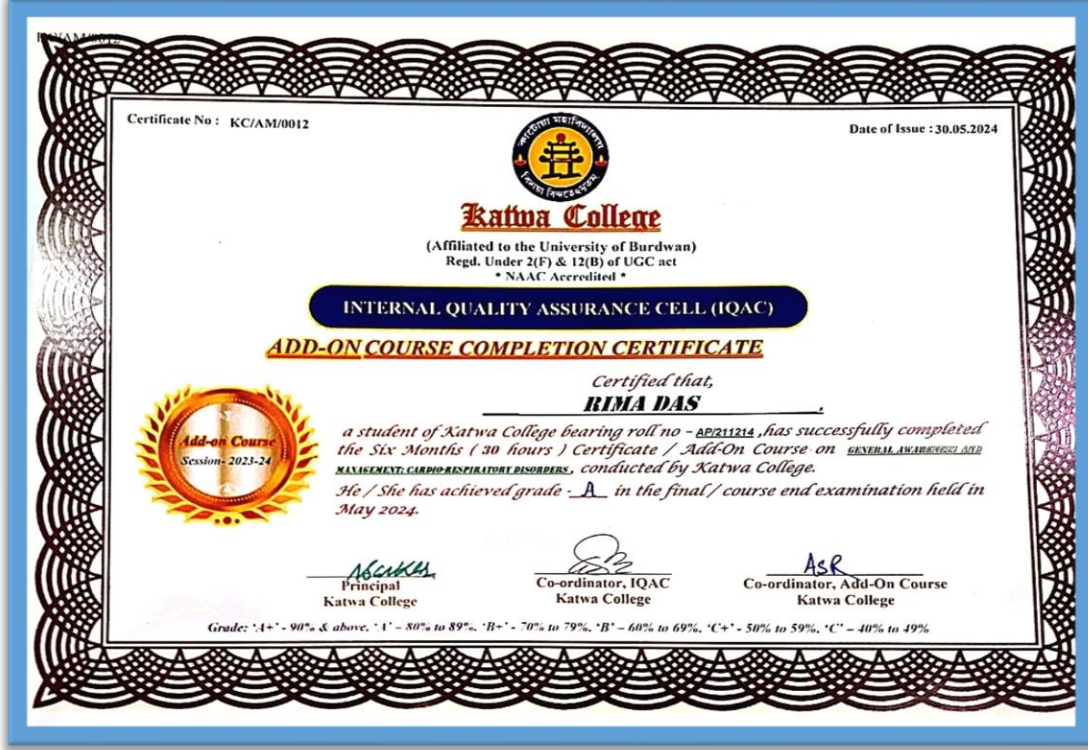 Certificate No : KC/AM/0012
Date of Issue : 30.05.2024
কাটোয়া মহাবিদ্যালয়
Katwa College
(Affiliated to the University of Burdwan)
Regd. Under 2(F) & 12(B) of UGC act
* NAAC Accredited *
INTERNAL QUALITY ASSURANCE CELL (IQAC)
ADD-ON COURSE COMPLETION CERTIFICATE
Certified that,
RIMA DAS ,
a student of Katwa College bearing roll no - AP/211214 , has successfully completed
the Six Months ( 30 hours ) Certificate / Add-On Course on GENERAL AWARENESS AND
MANAGEMENT: CARDIO-RESPIRATORY DISORDERS , conducted by Katwa College.
He / She has achieved grade - A in the final / course end examination held in
May 2024.
Add-on Course
Session- 2023-24
ASR
Principal
Katwa College
Co-ordinator, IQAC
Katwa College
Co-ordinator, Add-On Course
Katwa College
Grade: 'A+' - 90% & above, 'A' – 80% to 89%, 'B+' - 70% to 79%, 'B' – 60% to 69%, 'C+' - 50% to 59%, 'C' – 40% to 49%